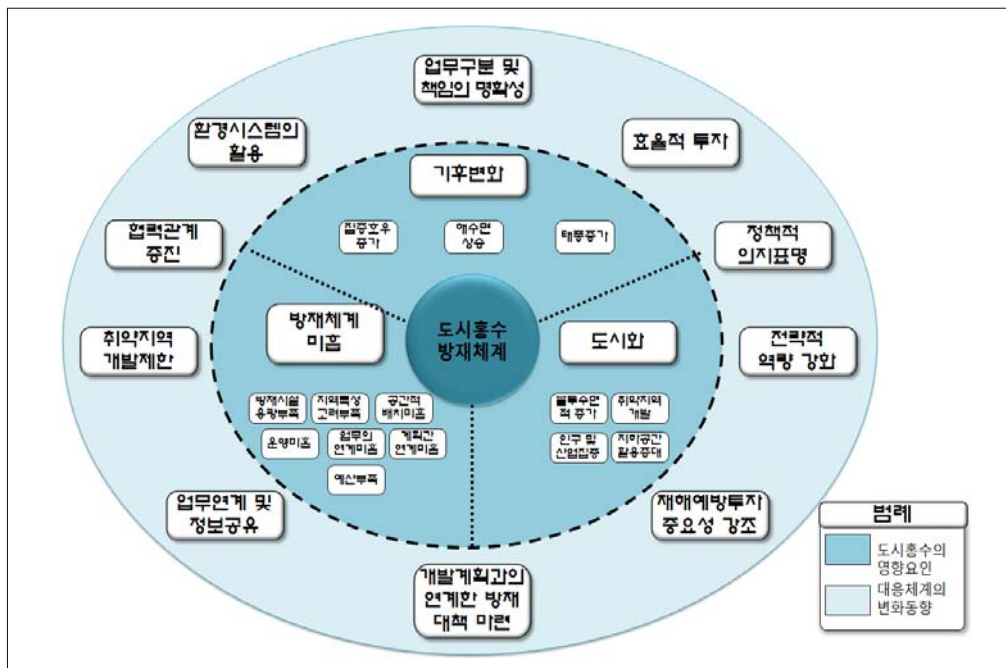 업무구분 및
책임의 명확성
환경시스템의
활용
효율적 투자
기후변화
협력관계
증진
집중호우
증가
해수면
상승
태풍증가
정책적
의지표명
방재체계
미흡
도시홍수
방재체계
도시화
취약지역
개발제한
전략적
역량 강화
방재시설
용량부족
지역특성
고려부족
공간적
배치미흡
불투수면
적 증가
취약지역
개발
운영미흡
업무의
연계미흡
계획간
연계미흡
인구 및
산업집중
지하공간
활용증대
예산부족
업무연계 및
정보공유
재해예방투자
중요성 강조
개발계획과의
연계한 방재
대책 마련
범례
도시홍수의
영향요인
대응체계의
변화동향